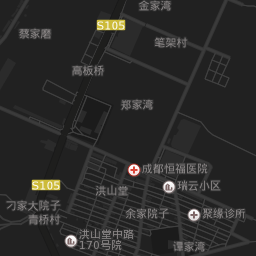 金家湾
S105
蔡家磨
笔架村
高板桥
郑家湾
成都恒福医院
S105
洪山堂
瑞云小区
刁家大院子
余家院子
聚缘诊所
青桥村
洪山堂中路
170号院
谭家湾